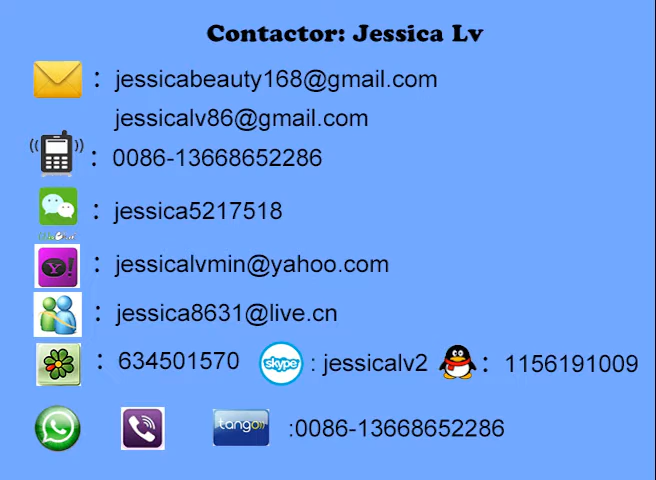 Contactor: Jessica Lv
: jessicabeauty168@gmail.com
jessicalv86@gmail.com
: 0086-13668652286
: jessica5217518
Y! : jessicalvmin@yahoo.com
: jessica8631@live.cn
: 634501570 skype : jessicalv2 : 1156191009
tango :0086-13668652286